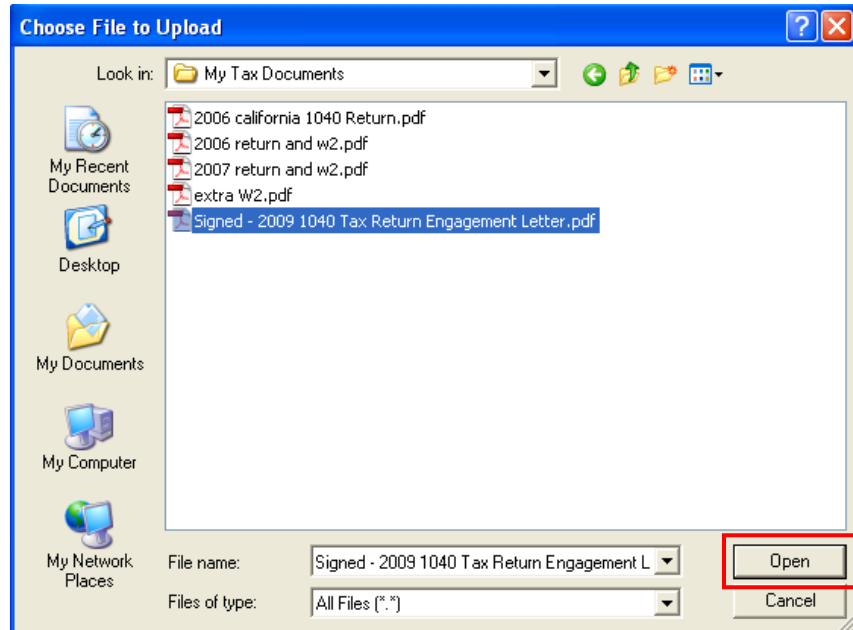 Choose File to Upload
Look in:
My Tax Documents
My Recent
Documents
Desktop
My Documents
My Computer
My Network
Places
2006 california 1040 Return.pdf
2006 return and w2.pdf
2007 return and w2.pdf
extra W2.pdf
Signed - 2009 1040 Tax Return Engagement Letter.pdf
File name:
Signed - 2009 1040 Tax Return Engagement L
Open
Files of type:
All Files (*.*)
Cancel